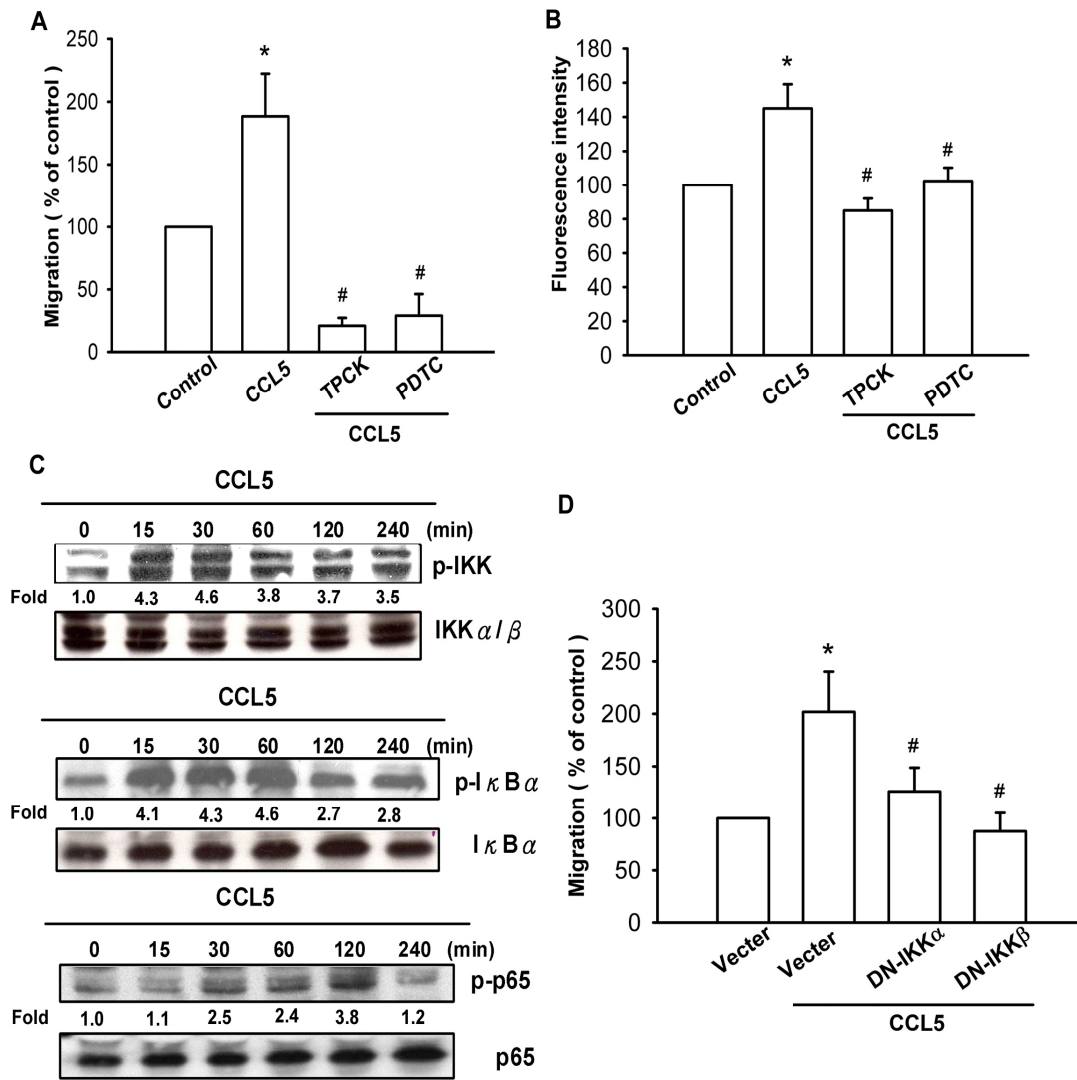 A
Migration ( % of control )
250
200
150
100
50
0
*
#
#
Control
CCL5
TPCK
PDTC
CCL5
B
Fluorescence intensity
180
160
140
120
100
80
60
40
20
0
*
#
#
Control
CCL5
TPCK
PDTC
CCL5
C
CCL5
0 15 30 60 120 240 (min)
p-IKK
Fold 1.0 4.3 4.6 3.8 3.7 3.5
IKK α / β
CCL5
0 15 30 60 120 240 (min)
p-I κ B α
Fold 1.0 4.1 4.3 4.6 2.7 2.8
I κ B α
CCL5
0 15 30 60 120 240 (min)
p-p65
Fold 1.0 1.1 2.5 2.4 3.8 1.2
p65
D
Migration ( % of control )
300
250
200
150
100
50
0
*
#
#
Vecter
Vecter
DN-IKKα
DN-IKKβ
CCL5